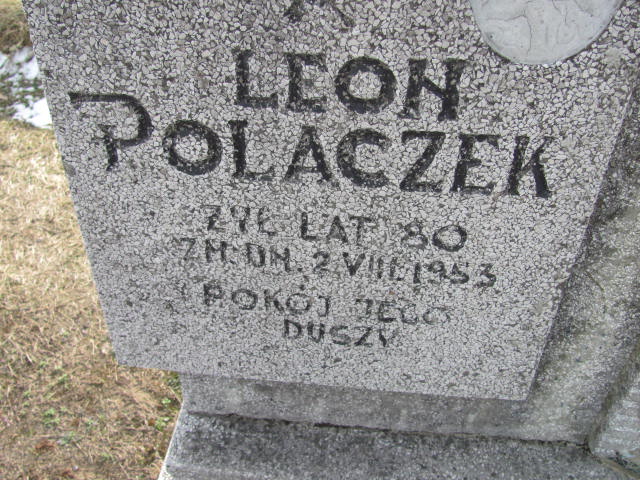 LEON
POLACZEK
ŻYŁ LAT 80
ZM. DN. 2.VIII.1953
POKÓJ JEGO
DUSZY